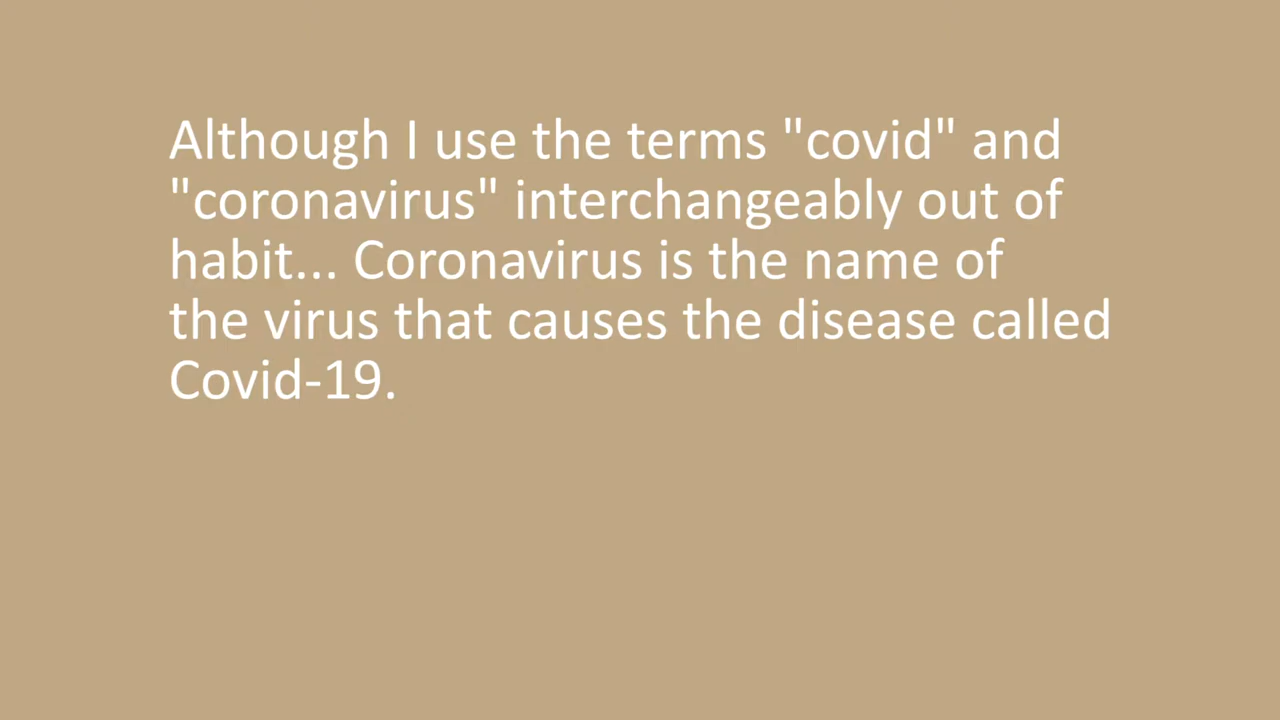 Although I use the terms "covid" and
"coronavirus" interchangeably out of
habit... Coronavirus is the name of
the virus that causes the disease called
Covid-19.